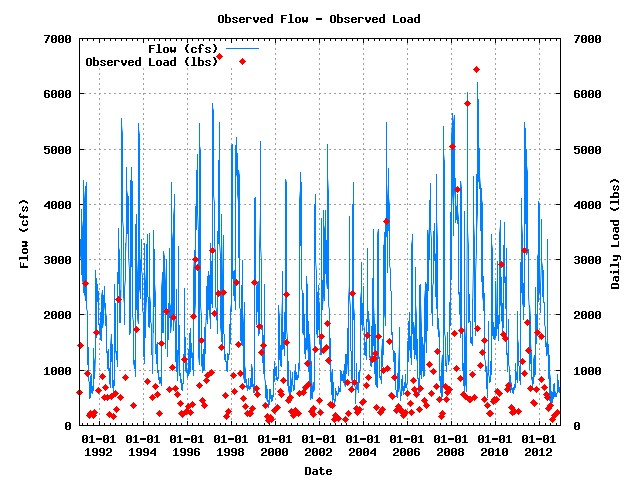 Observed Flow - Observed Load
7000 7000
Flow (cfs)
Observed Load (lbs)
6000 6000
5000 5000
4000 4000
Flow (cfs)
Daily Load (lbs)
3000 3000
2000 2000
1000 1000
0 0
01-01 01-01 01-01 01-01 01-01 01-01 01-01 01-01 01-01 01-01 01-01
1992 1994 1996 1998 2000 2002 2004 2006 2008 2010 2012
Date